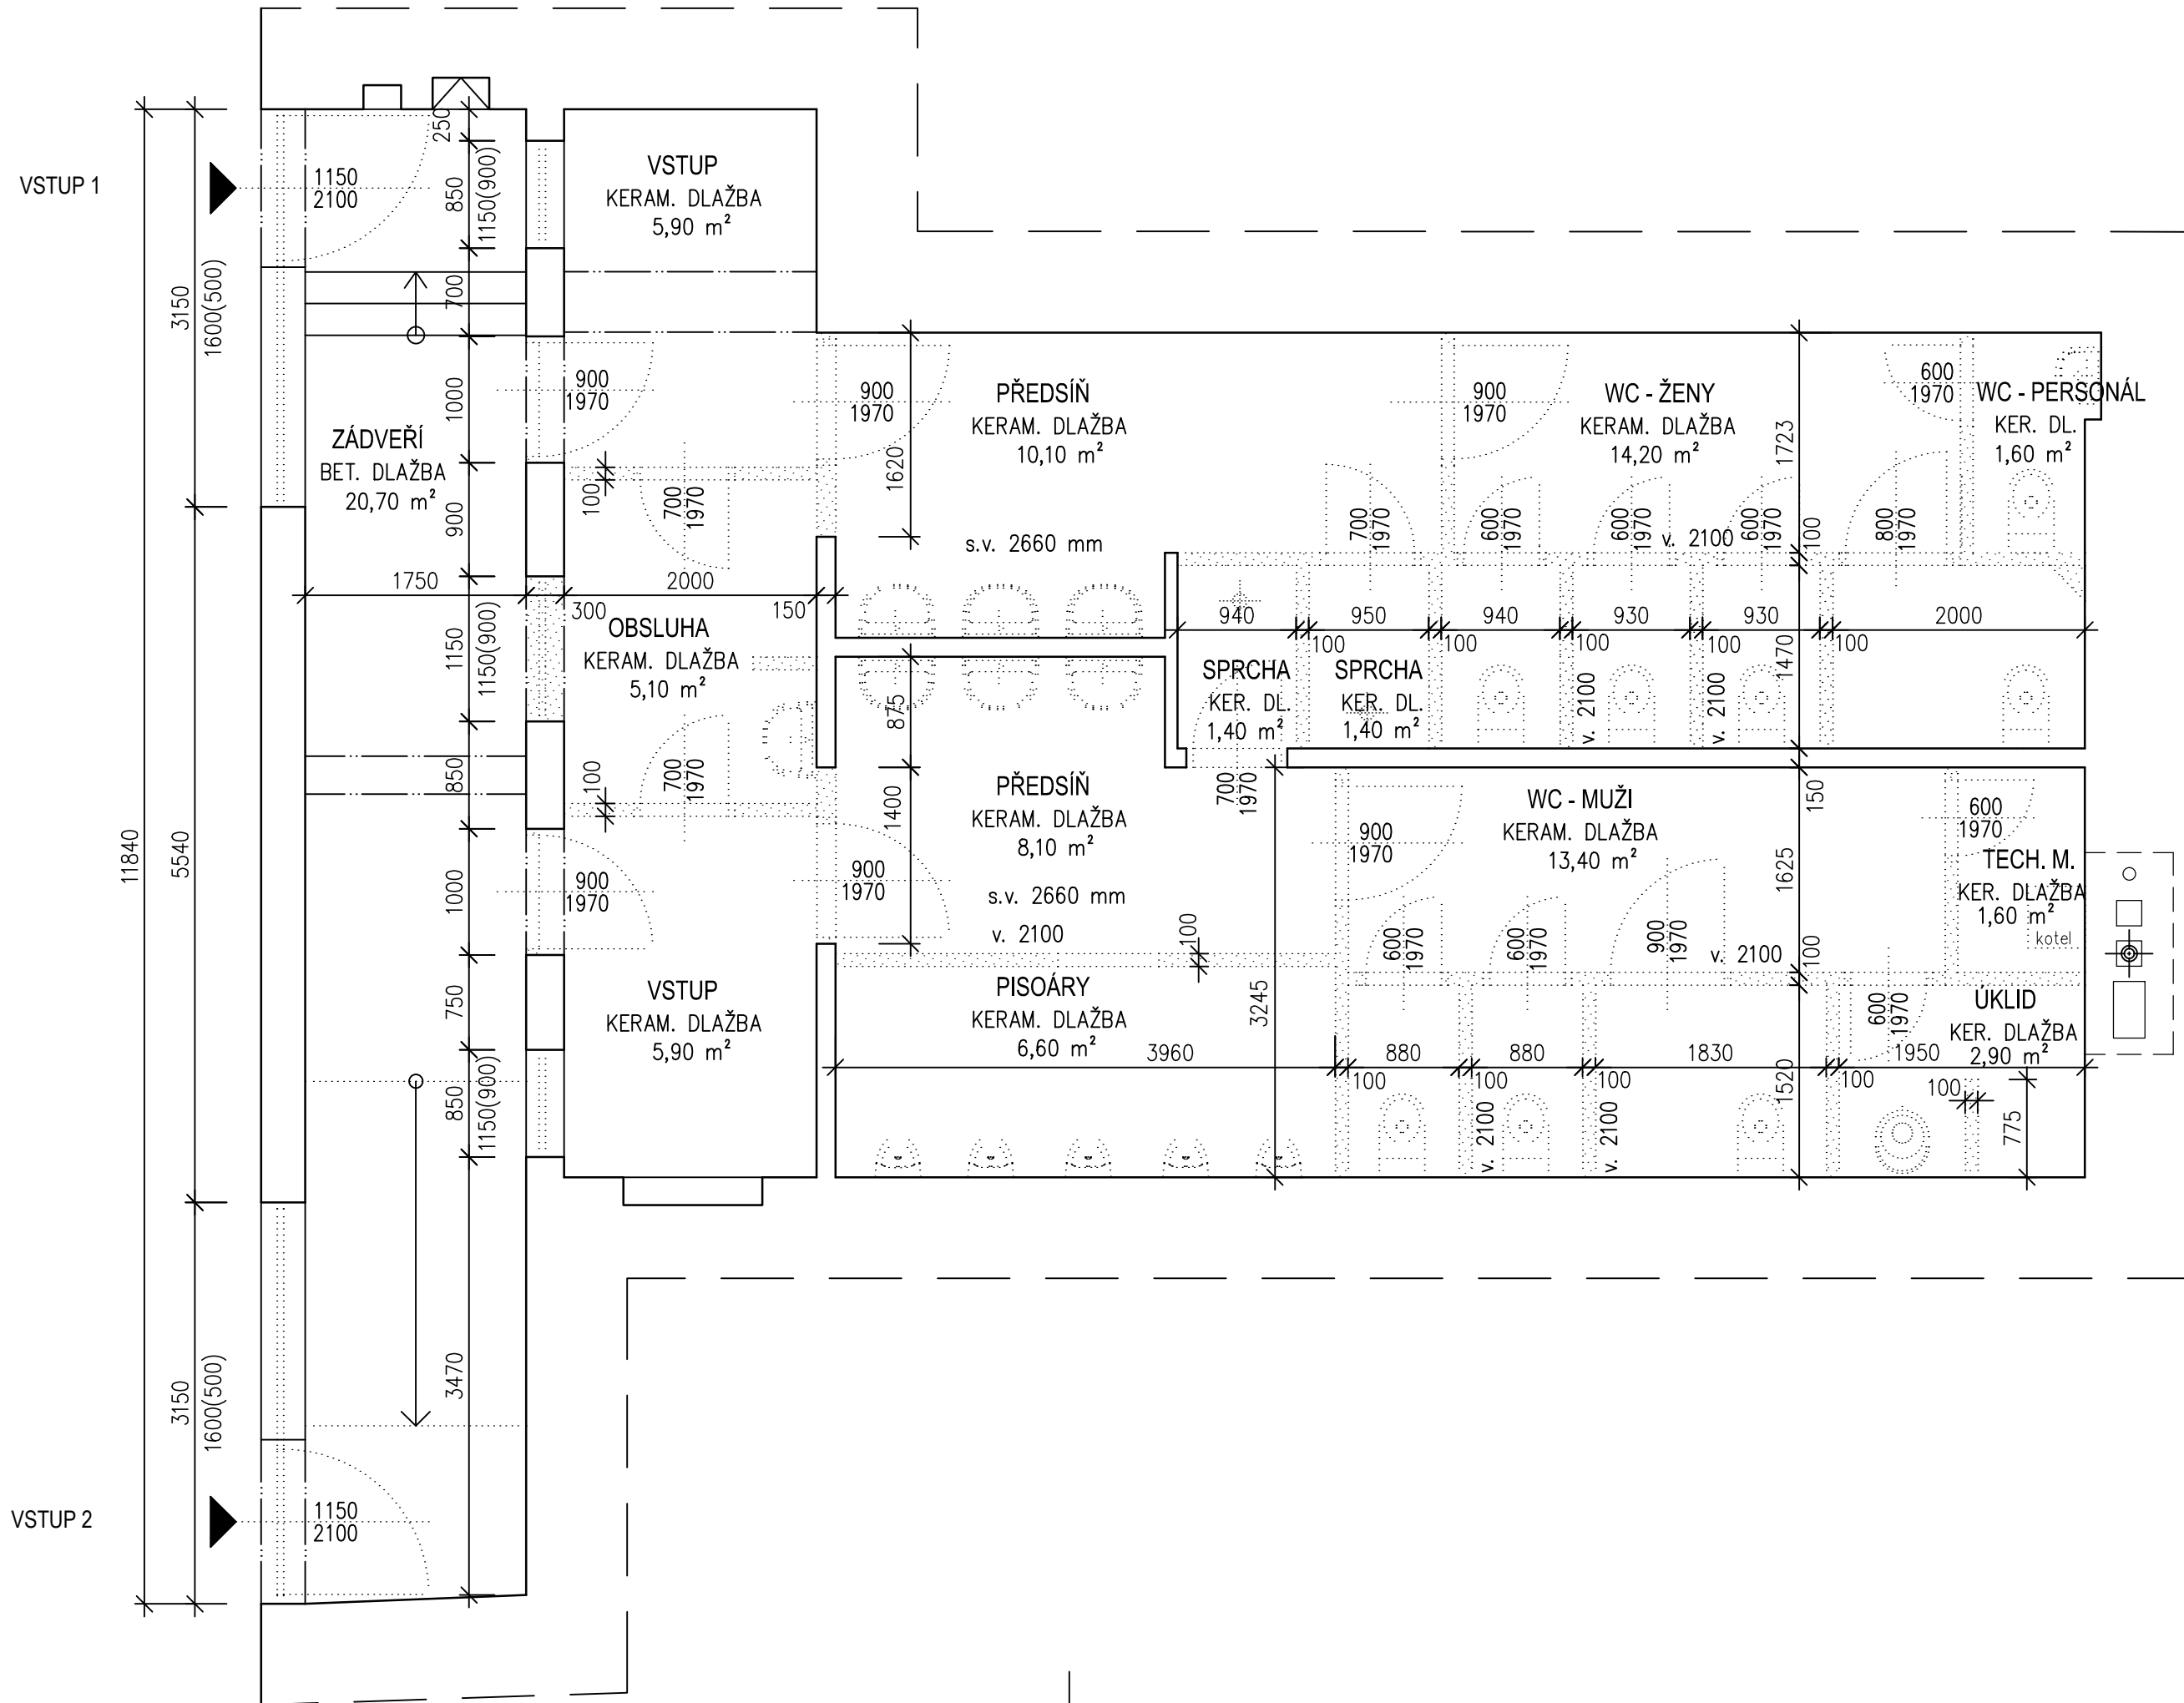 VSTUP 1
1150
2100
250
850
1150(900)
VSTUP
KERAM. DLAŽBA
5,90 m²
3150
1600(500)
700
900
1970
1000
ZÁDVEŘÍ
BET. DLAŽBA
20,70 m²
900
100
700
1970
900
1970
1620
PŘEDSÍŇ
KERAM. DLAŽBA
10,10 m²
s.v. 2660 mm
900
1970
WC - ŽENY
KERAM. DLAŽBA
14,20 m²
1723
600
1970
WC - PERSONÁL
KER. DL.
1,60 m²
700
1970
600
1970
600
1970
v. 2100
600
1970
100
800
1970
1750
300
2000
150
1150
1150(900)
OBSLUHA
KERAM. DLAŽBA
5,10 m²
940
100
950
100
940
100
930
100
930
100
2000
1470
SPRCHA
KER. DL.
1,40 m²
SPRCHA
KER. DL.
1,40 m²
v. 2100
v. 2100
875
850
100
700
1970
1400
PŘEDSÍŇ
KERAM. DLAŽBA
8,10 m²
s.v. 2660 mm
v. 2100
700
1970
150
WC - MUŽI
KERAM. DLAŽBA
13,40 m²
900
1970
1625
600
1970
TECH. M.
KER. DLAŽBA
1,60 m²
kotel
11840
5540
1000
900
1970
900
1970
100
600
1970
600
1970
900
1970
v. 2100
100
750
VSTUP
KERAM. DLAŽBA
5,90 m²
PISOÁRY
KERAM. DLAŽBA
6,60 m²
3245
600
1970
ÚKLID
KER. DLAŽBA
2,90 m²
3960
100
880
100
880
100
1830
100
1950
1520
100
775
v. 2100
v. 2100
850
1150(900)
3470
3150
1600(500)
VSTUP 2
1150
2100